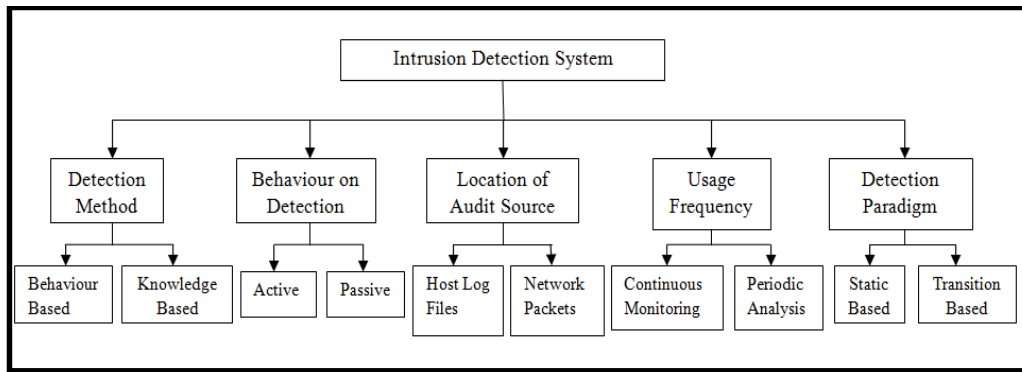 Intrusion Detection System
Detection
Method
Behaviour on
Detection
Location of
Audit Source
Usage
Frequency
Detection
Paradigm
Behaviour
Based
Knowledge
Based
Active
Passive
Host Log
Files
Network
Packets
Continuous
Monitoring
Periodic
Analysis
Static
Based
Transition
Based